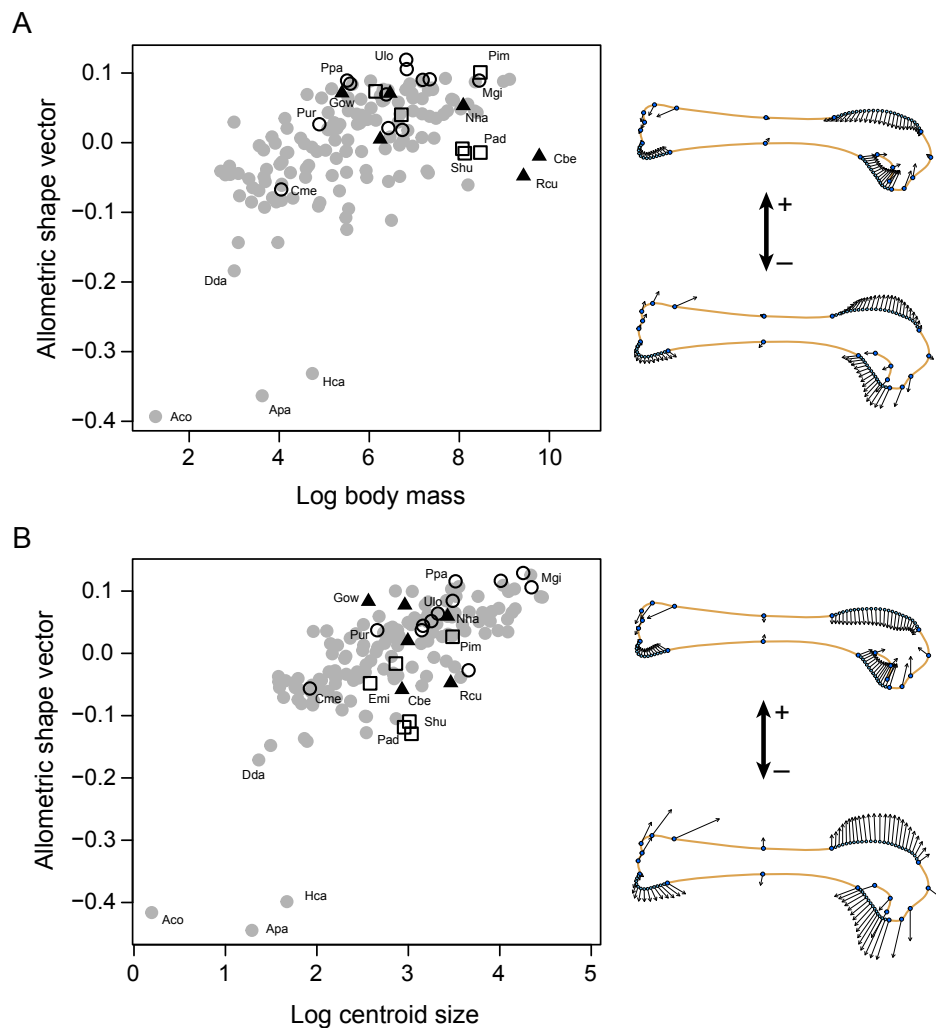 A
Allometric shape vector
0.1
0.0
−0.1
−0.2
−0.3
−0.4
Ulo
Pim
Ppa
Mgi
Gow
Pur
Nha
Pad
Shu
Cbe
Rcu
Cme
Dda
Hca
Apa
Aco
2
4
6
8
10
Log body mass
+
−
B
Allometric shape vector
0.1
0.0
−0.1
−0.2
−0.3
−0.4
Ppa
Mgi
Gow
Ulo
Nha
Pur
Pim
Cme
Emi
Cbe
Rcu
Shu
Pad
Dda
Hca
Aco
Apa
0
1
2
3
4
5
Log centroid size
+
−